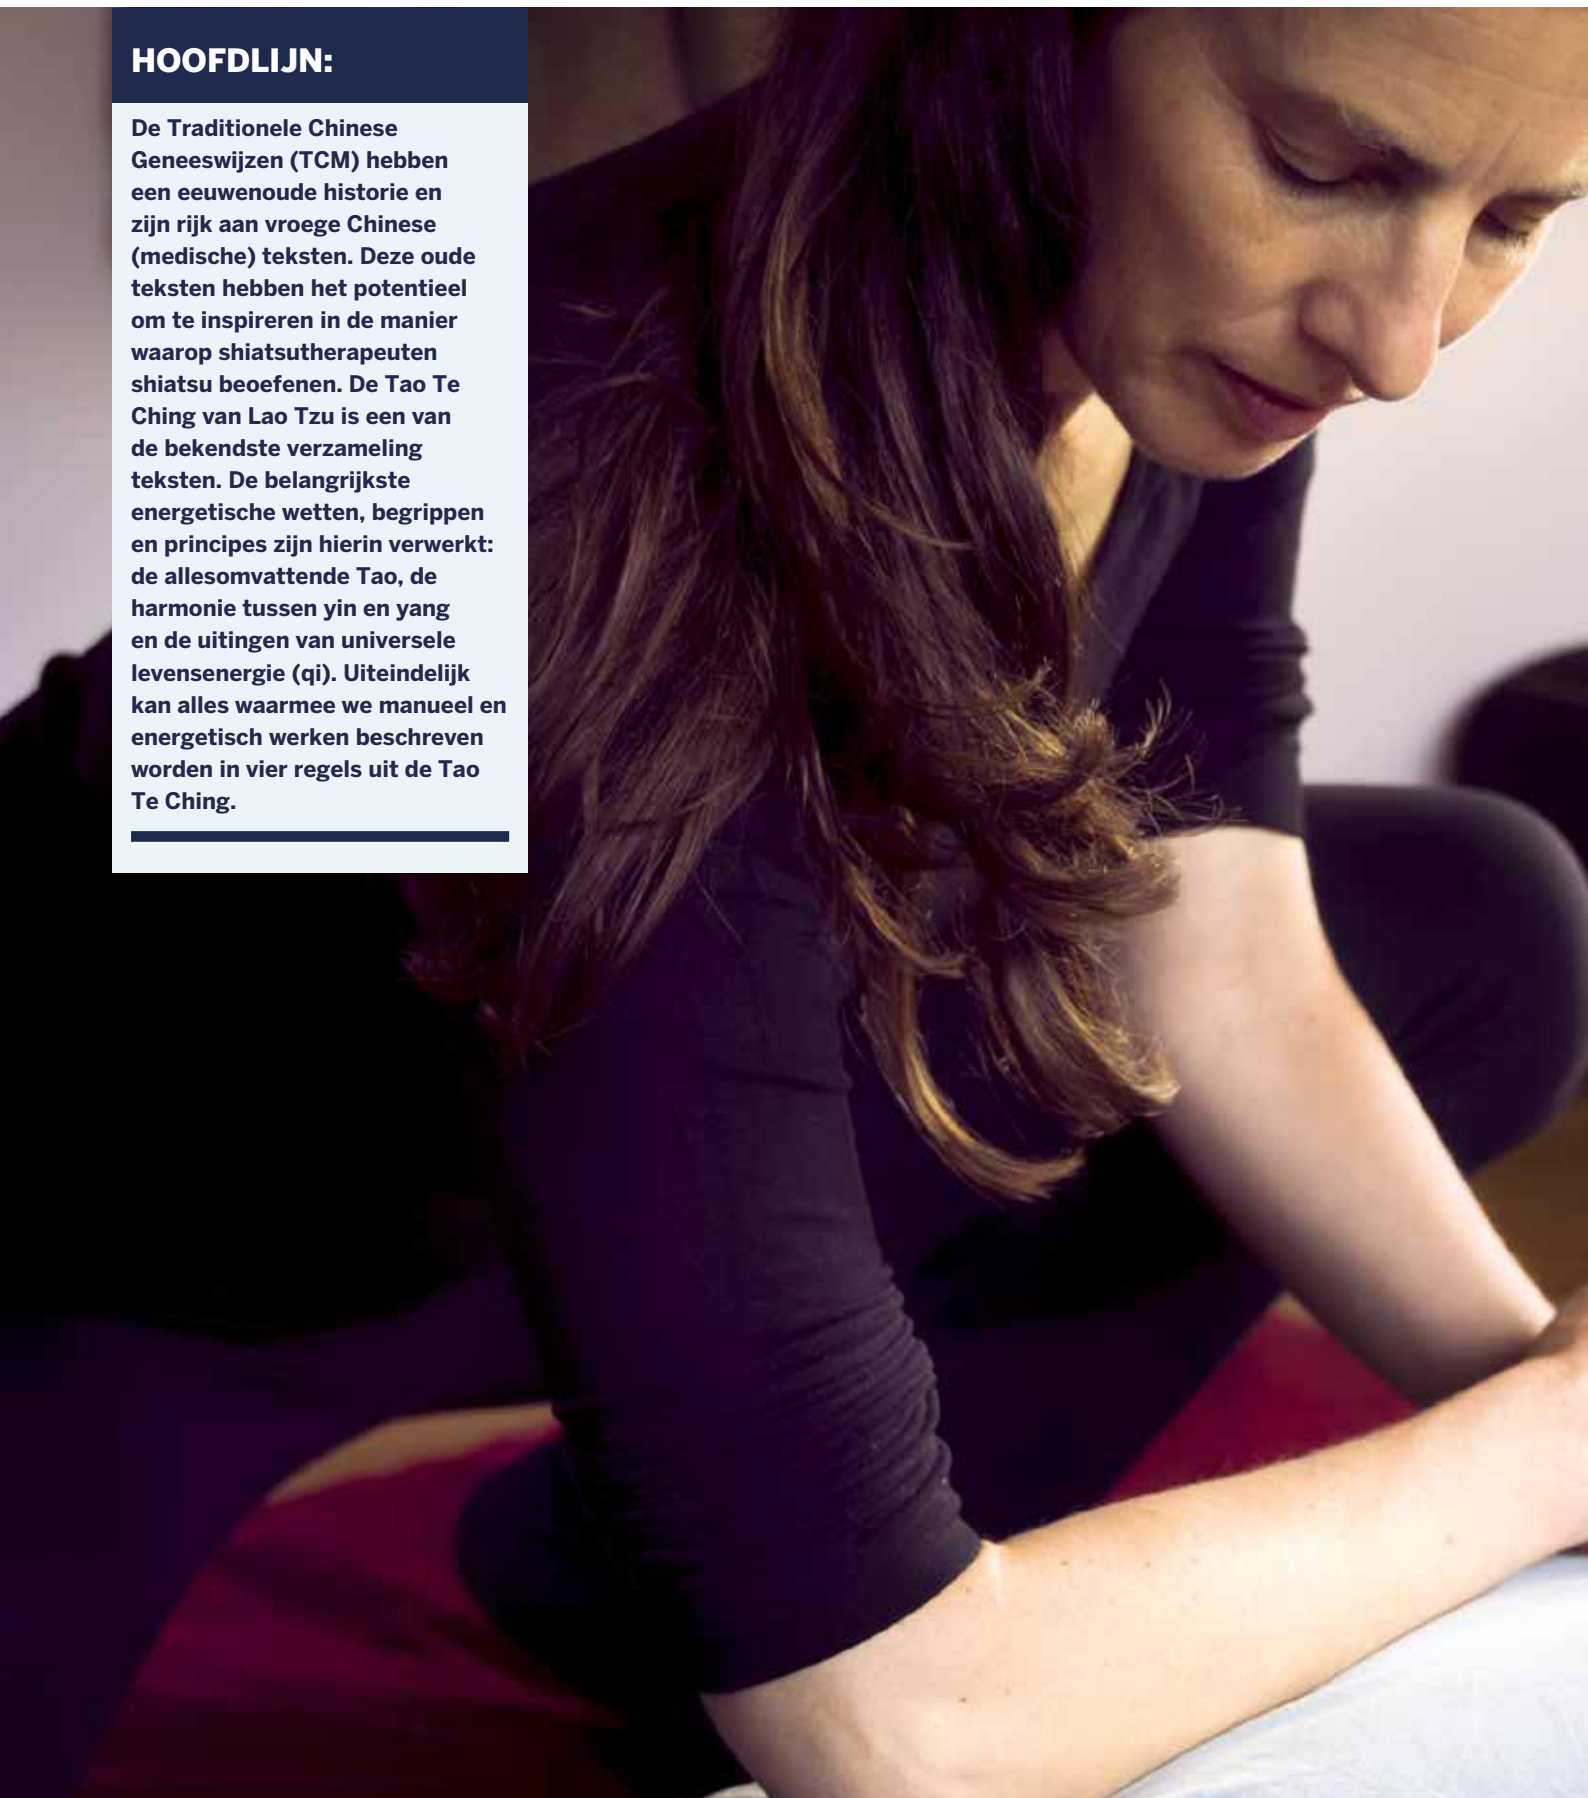 HOOFDLIJN:
De Traditionele Chinese
Geneeswijzen (TCM) hebben
een eeuwenoude historie en
zijn rijk aan vroege Chinese
(medische) teksten. Deze oude
teksten hebben het potentieel
om te inspireren in de manier
waarop shiatsutherapeuten
shiatsu beoefenen. De Tao Te
Ching van Lao Tzu is een van
de bekendste verzameling
teksten. De belangrijkste
energetische wetten, begrippen
en principes zijn hierin verwerkt:
de allesomvattende Tao, de
harmonie tussen yin en yang
en de uitingen van universele
levensenergie (qi). Uiteindelijk
kan alles waarmee we manueel en
energetisch werken beschreven
worden in vier regels uit de Tao
Te Ching.